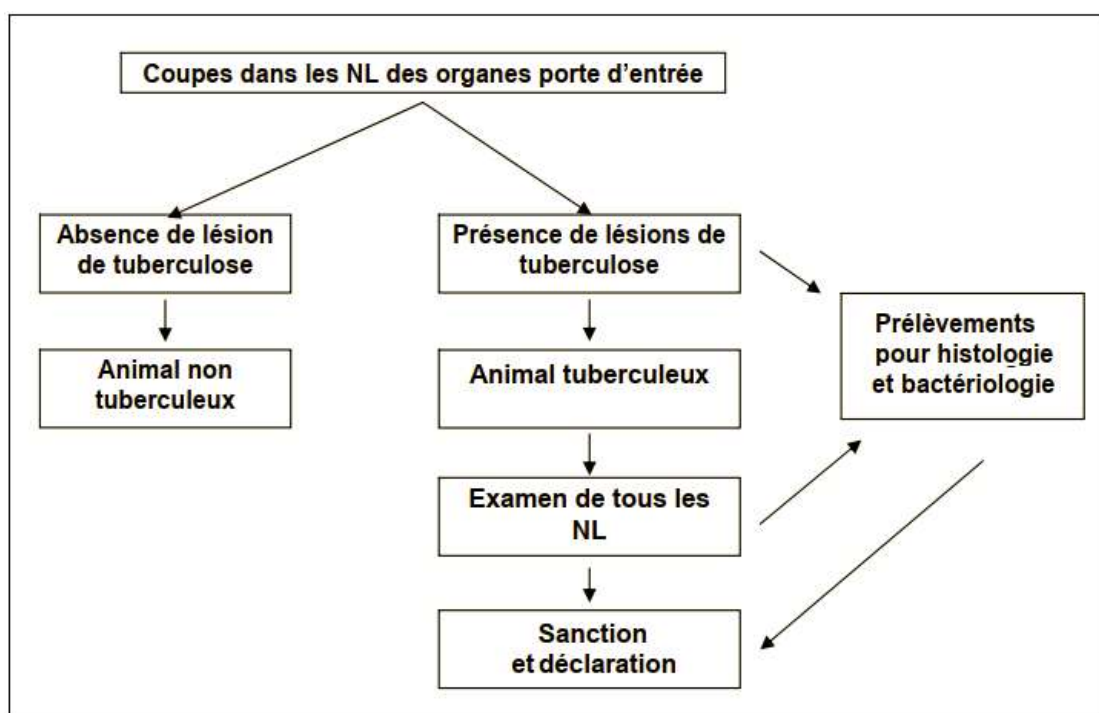 Coupes dans les NL des organes porte d'entrée
Absence de lésion
de tuberculose
Présence de lésions de
tuberculose
Prélèvements
pour histologie
et bactériologie
Animal non
tuberculeux
Animal tuberculeux
Examen de tous les
NL
Sanction
et déclaration